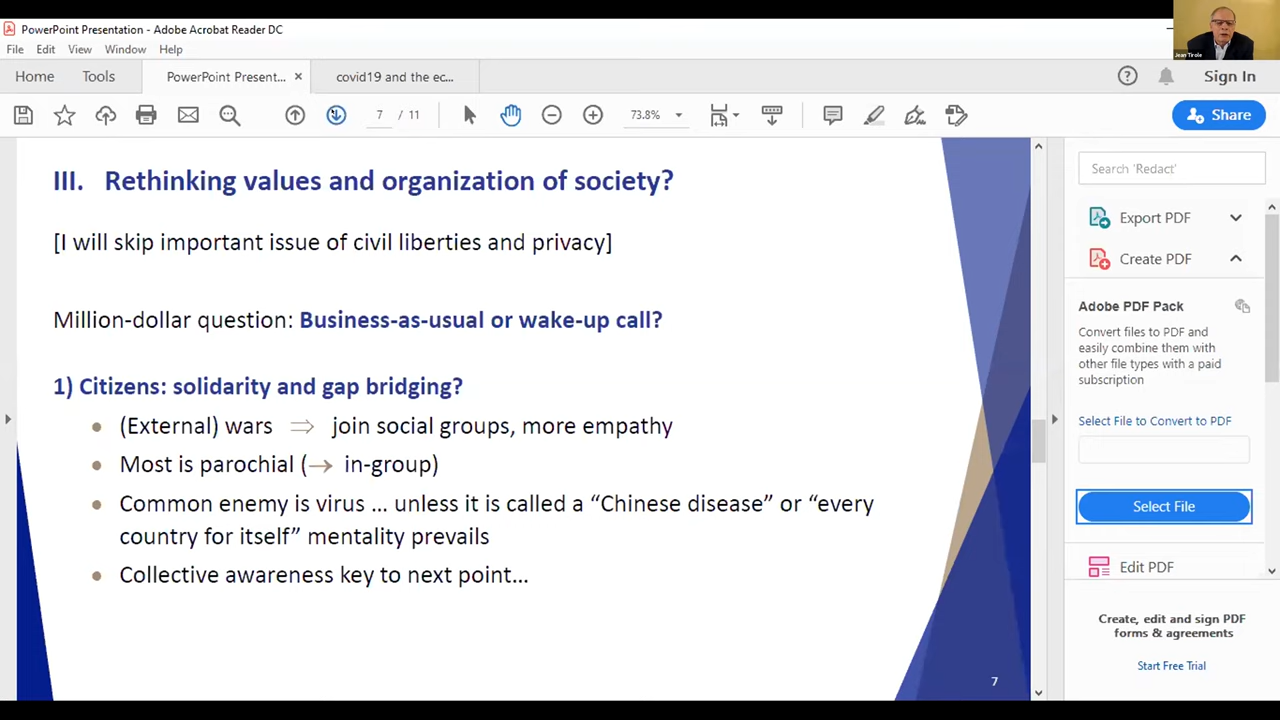 PowerPoint Presentation - Adobe Acrobat Reader DC
File Edit View Window Help
Jean Tirole
Home Tools PowerPoint Present... × covid19 and the ec...
Sign In
7 / 11
73.8%
Share
III. Rethinking values and organization of society?
[I will skip important issue of civil liberties and privacy]
Million-dollar question: Business-as-usual or wake-up call?
1) Citizens: solidarity and gap bridging?
• (External) wars ⇒ join social groups, more empathy
• Most is parochial (→ in-group)
• Common enemy is virus ... unless it is called a “Chinese disease” or “every
country for itself” mentality prevails
• Collective awareness key to next point...
7
Search 'Redact'
Export PDF
Create PDF
Adobe PDF Pack
Convert files to PDF and
easily combine them with
other file types with a paid
subscription
Select File to Convert to PDF
Select File
Edit PDF
Create, edit and sign PDF
forms & agreements
Start Free Trial